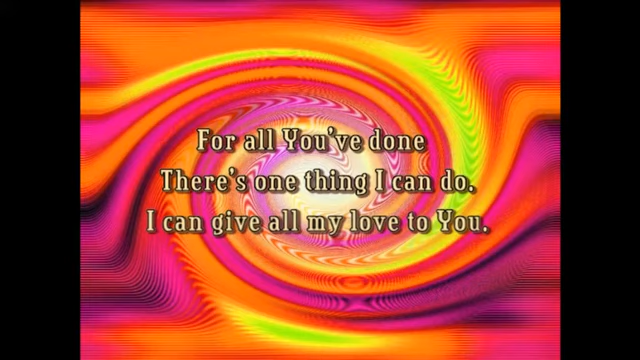 For all You've done
There's one thing I can do.
I can give all my love to You.